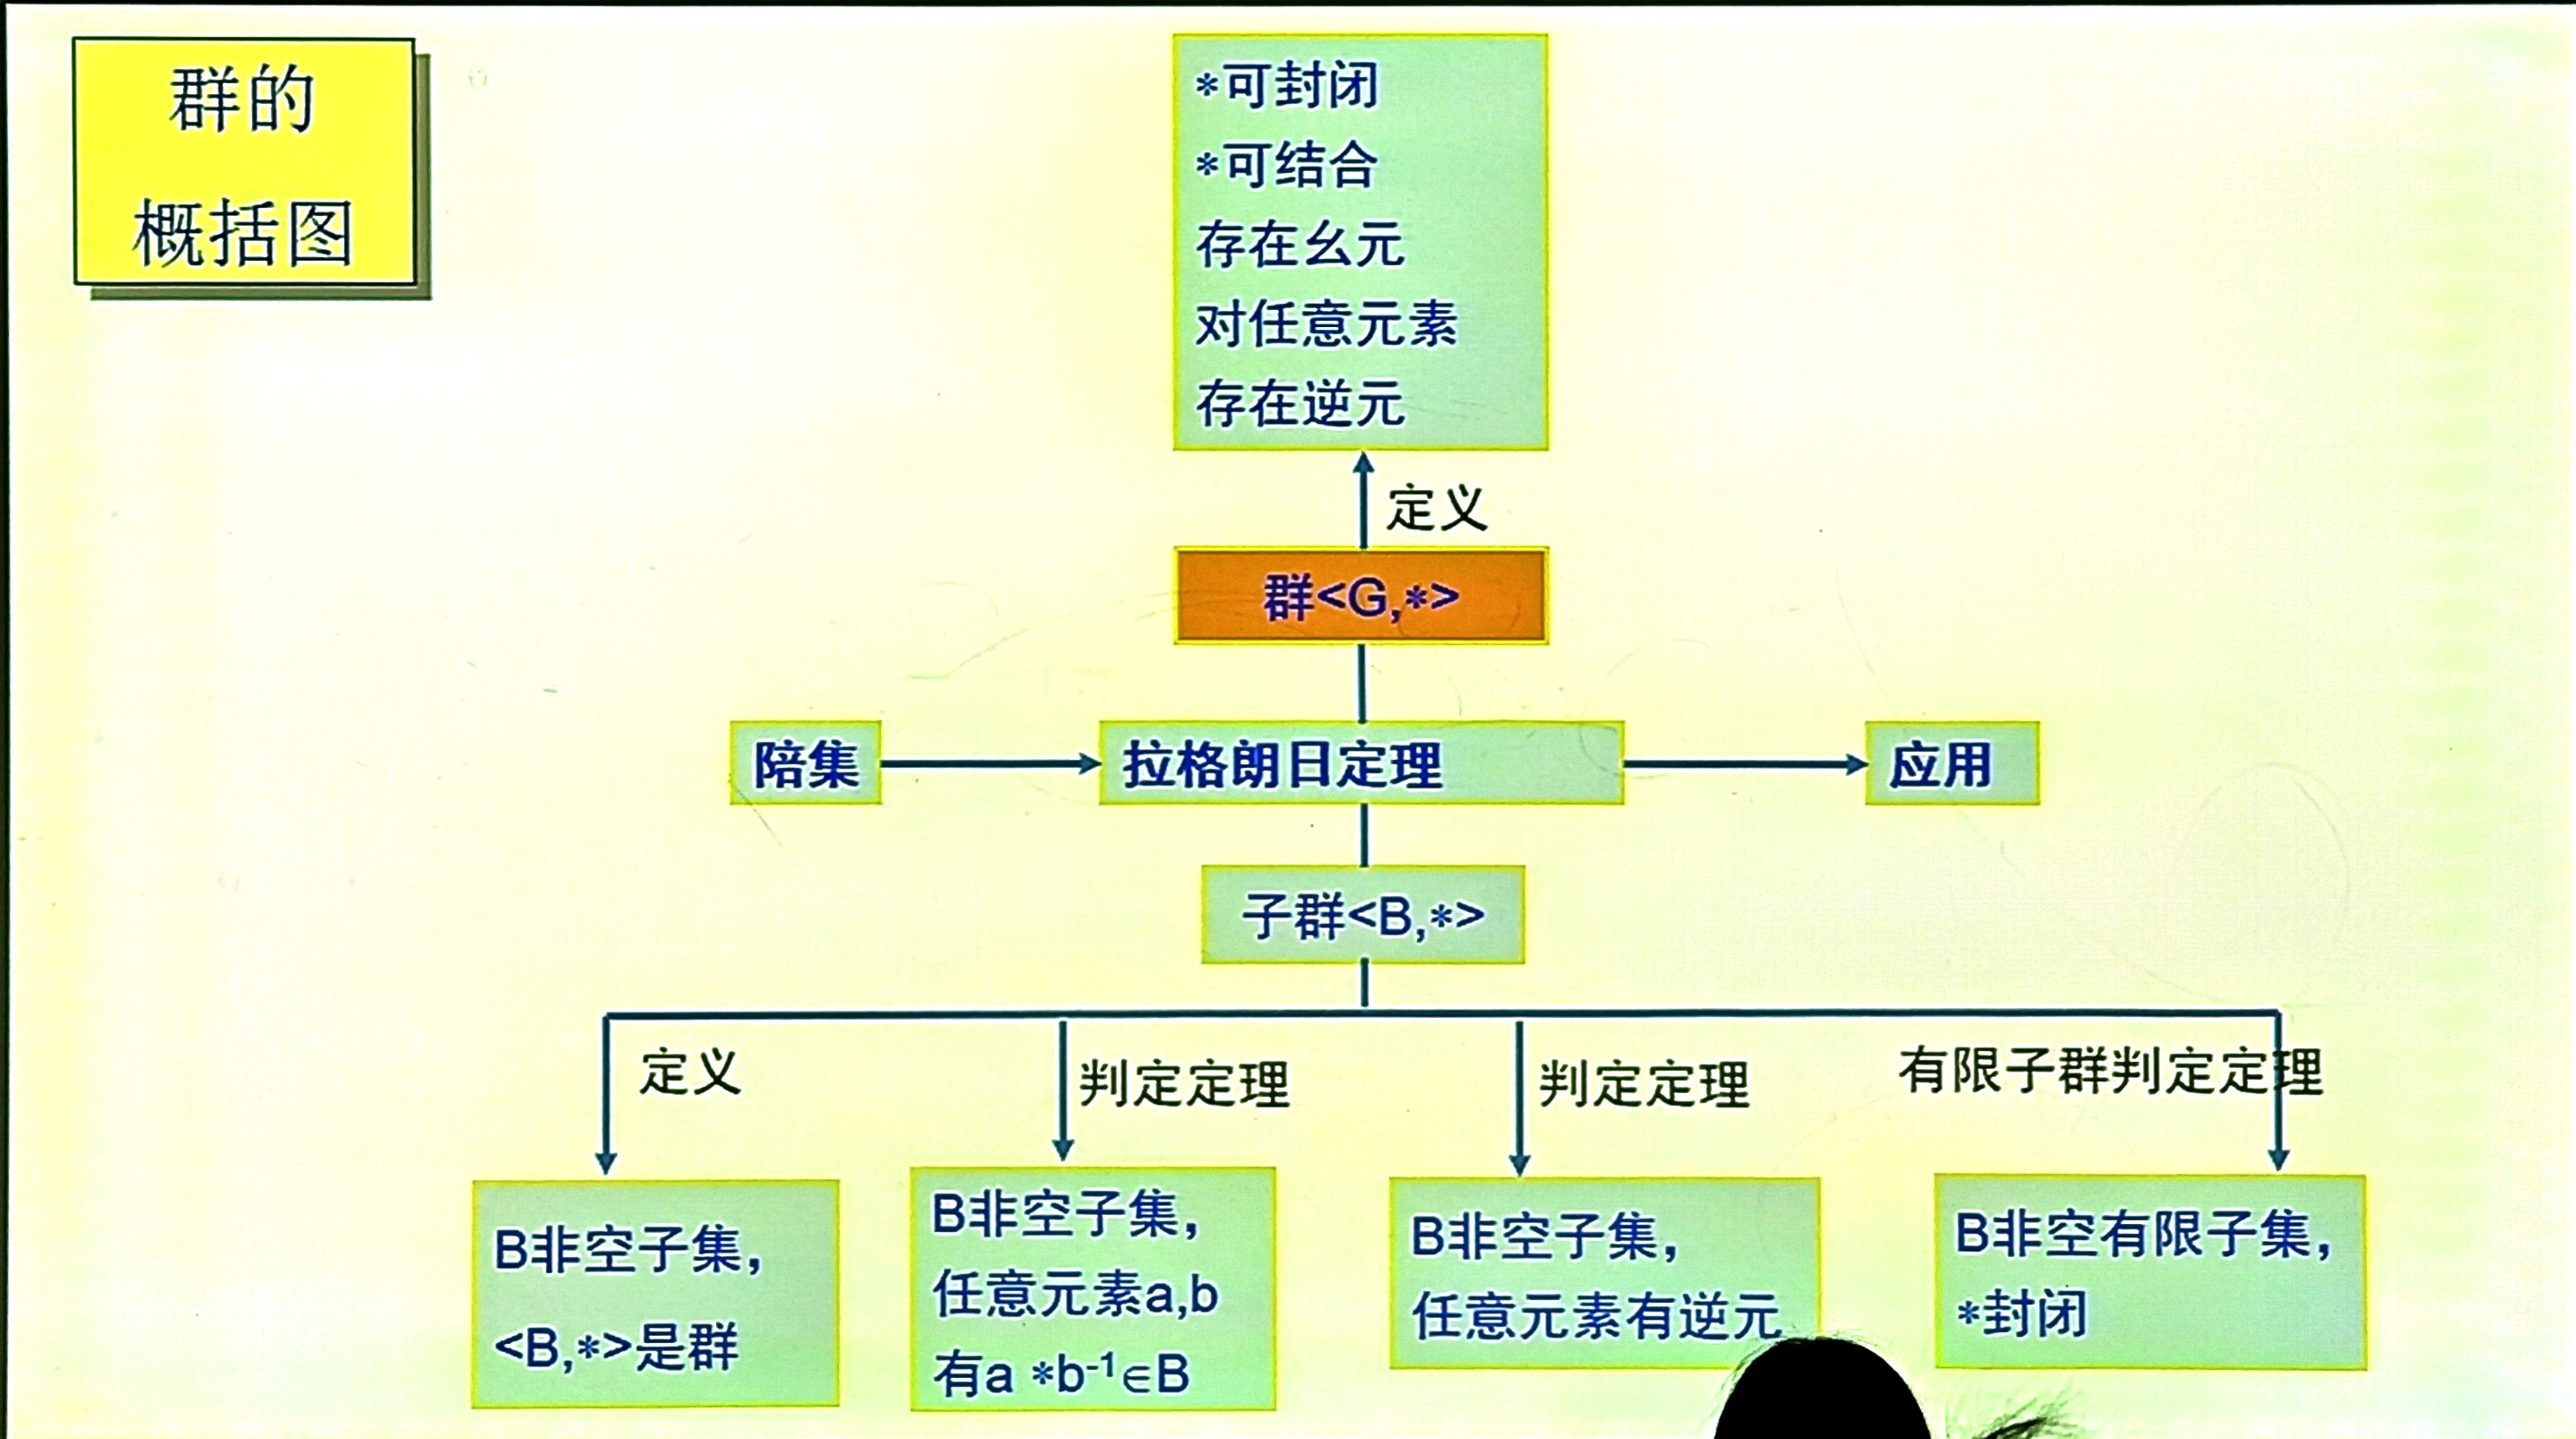 群的
概括图
*可封闭
*可结合
存在幺元
对任意元素
存在逆元
定义
群<G,*>
陪集
拉格朗日定理
应用
子群<B,*>
定义
判定定理
判定定理
有限子群判定定理
B非空子集,
<B,*>是群
B非空子集,
任意元素a,b
有a *b⁻¹∈B
B非空子集,
任意元素有逆元
B非空有限子集,
*封闭